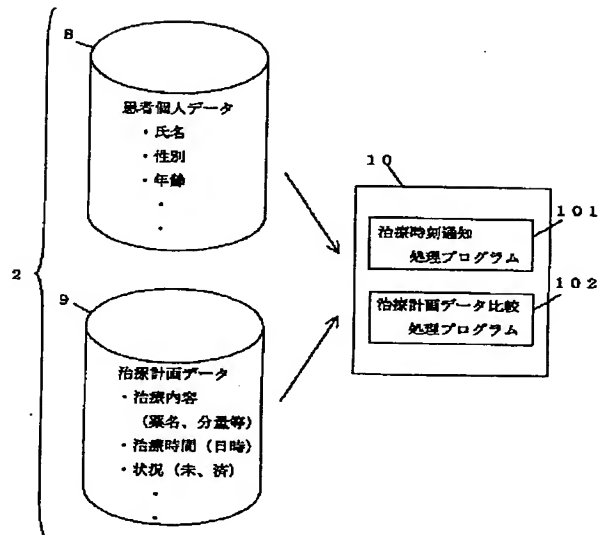 8
患者個人データ
・氏名
・性別
・年齢
・
・
2
9
治療計画データ
・治療内容
(薬名、分量等)
・治療時間(日時)
・状況(未、済)
・
・
10
101
治療時刻通知
処理プログラム
102
治療計画データ比較
処理プログラム